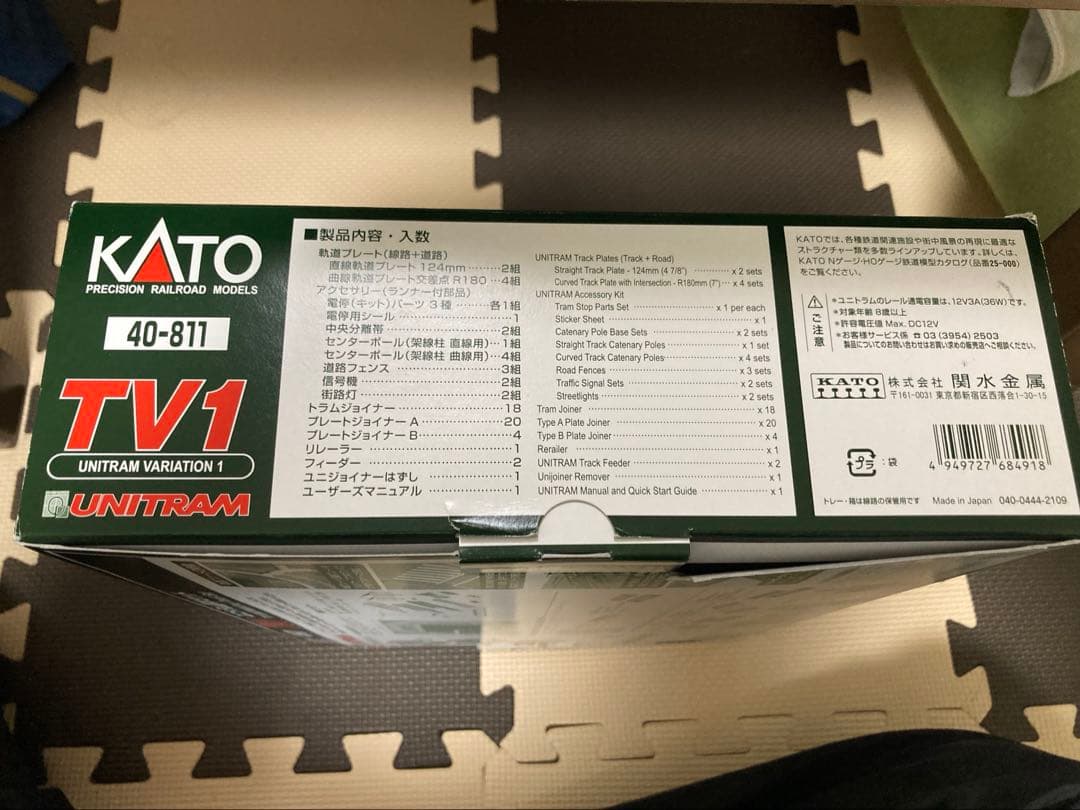 KATO
PRECISION RAILROAD MODELS
40-811
TV1
UNITRAM VARIATION 1
UNITRAM
■製品内容・入数
軌道プレート(線路+道路)
直線軌道プレート 124mm………2組
曲線軌道プレート交差点 R180…4組
アクセサリー(ランナー付部品)
電停(キット)パーツ 3種………各1組
電停用シール………1
中央分離帯………2組
センターポール(架線柱 直線用)…1組
センターポール(架線柱 曲線用)…4組
道路フェンス………3組
信号機………2組
街路灯………2組
トラムジョイナー………18
プレートジョイナー A………20
プレートジョイナー B………4
リレーラー………1
フィーダー………2
ユニジョイナーはずし………1
ユーザーズマニュアル………1
UNITRAM Track Plates (Track + Road)
Straight Track Plate - 124mm (4 7/8") ……… x 2 sets
Curved Track Plate with Intersection - R180mm (7") … x 4 sets
UNITRAM Accessory Kit
Tram Stop Parts Set ……… x 1 per each
Sticker Sheet ……… x 1
Catenary Pole Base Sets ……… x 2 sets
Straight Track Catenary Poles ……… x 1 set
Curved Track Catenary Poles ……… x 4 sets
Road Fences ……… x 3 sets
Traffic Signal Sets ……… x 2 sets
Streetlights ……… x 2 sets
Tram Joiner ……… x 18
Type A Plate Joiner ……… x 20
Type B Plate Joiner ……… x 4
Rerailer ……… x 1
UNITRAM Track Feeder ……… x 2
Unijoiner Remover ……… x 1
UNITRAM Manual and Quick Start Guide ……… x 1
KATOでは、各種鉄道関連施設や街中風景の再現に最適な
ストラクチャー類を多数ラインアップしています。詳しくは、
KATO Nゲージ/HOゲージ鉄道模型カタログ(品番25-000)
をご覧ください。
ご注意
*ユニトラムのレール通電容量は、12V3A(36W)です。
*対象年齢 8歳以上
*許容電圧値 Max. DC12V
*お客様サービス係 ☎ 03 (3954) 2503
製品についてのお問い合わせはお買い求めの販売店へご相談ください。
KATO
株式会社 関水金属
〒161-0031 東京都新宿区西落合1-30-15
プラ :袋
4 949727 684918
トレー・箱は線路の保管用です Made in Japan 040-0444-2109